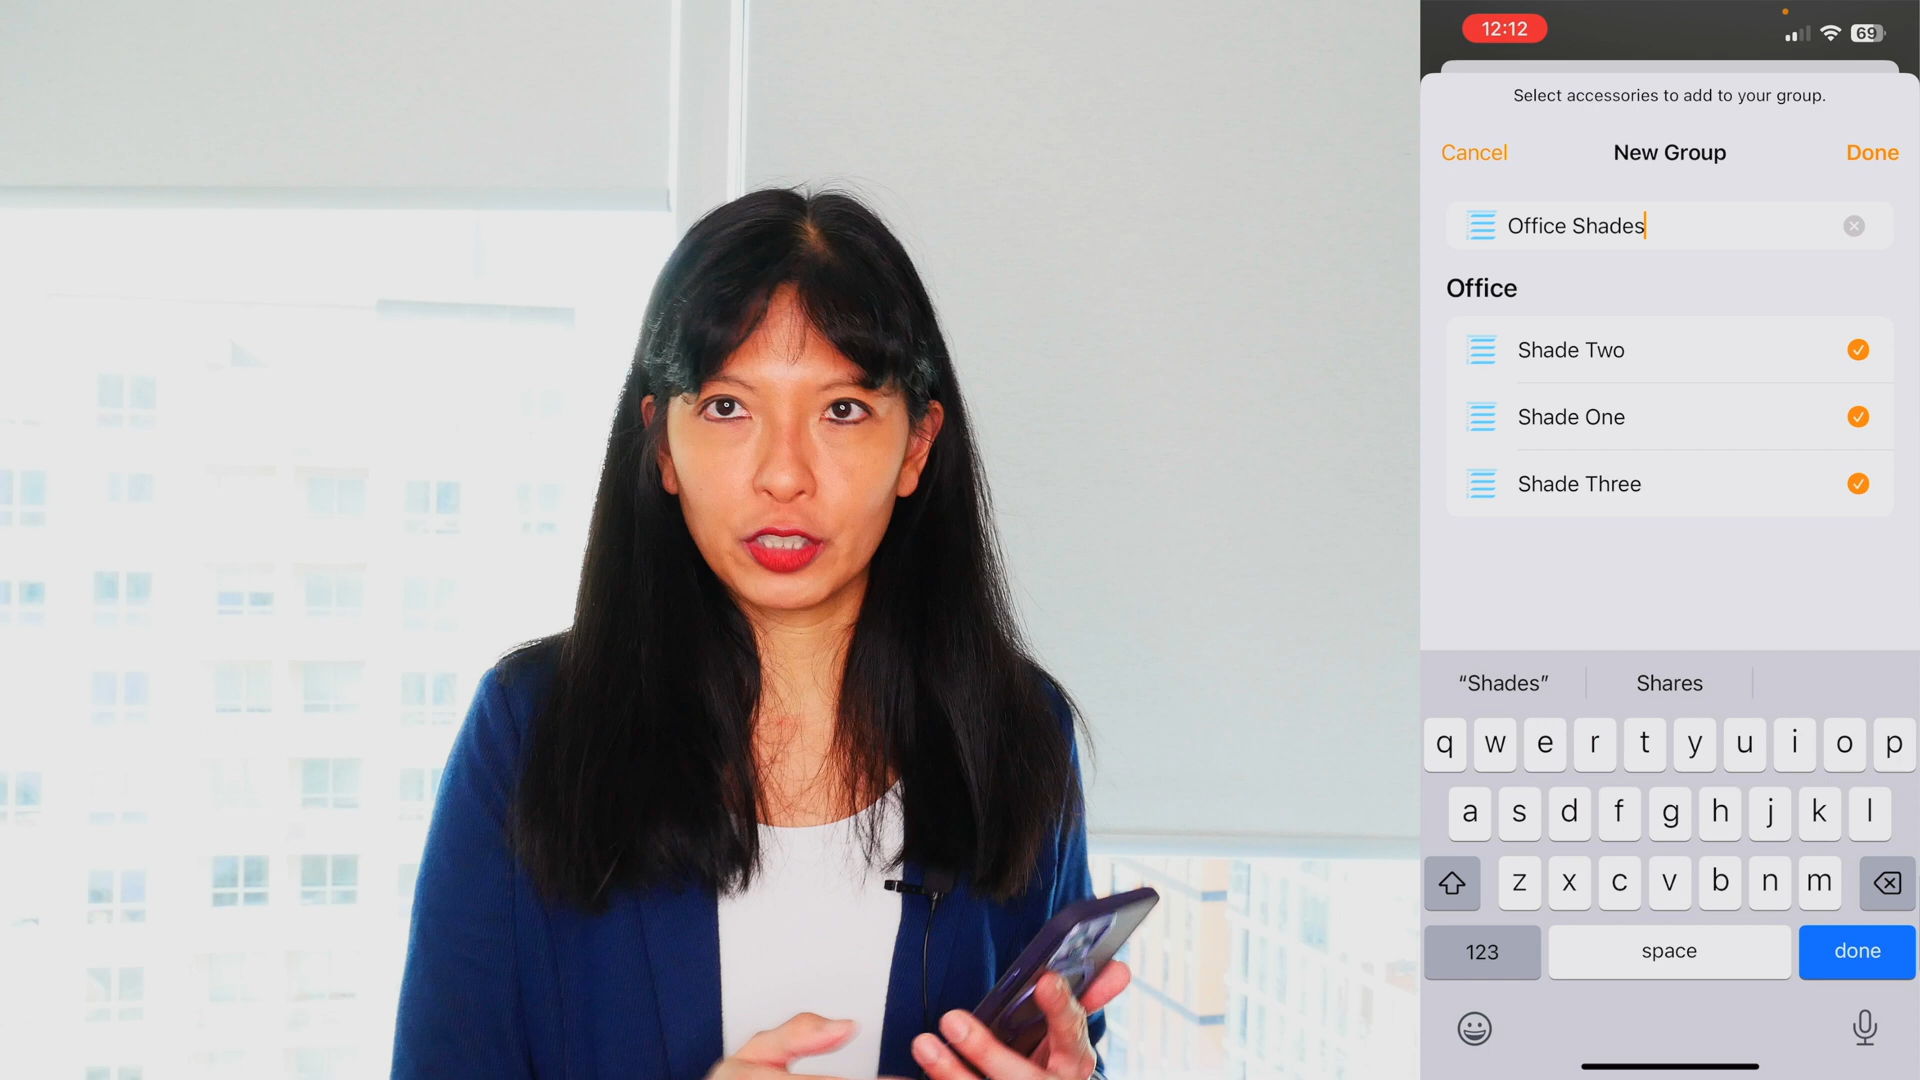 12:12
69
Select accessories to add to your group.
Cancel New Group Done
Office Shades
Office
Shade Two
Shade One
Shade Three
“Shades” Shares
q w e r t y u i o p
a s d f g h j k l
z x c v b n m
123 space done